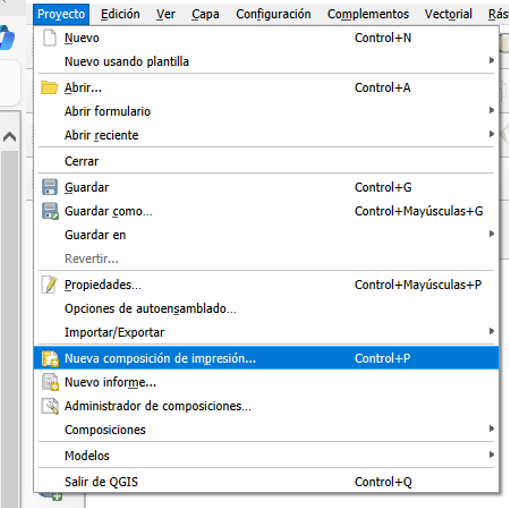 Proyecto Edición Ver Capa Configuración Complementos Vectorial
Nuevo Control+N
Nuevo usando plantilla
Abrir... Control+A
Abrir formulario
Abrir reciente
Cerrar
Guardar Control+G
Guardar como... Control+Mayúsculas+G
Guardar en
Revertir...
Propiedades... Control+Mayúsculas+P
Opciones de autoensamblado...
Importar/Exportar
Nueva composición de impresión... Control+P
Nuevo informe...
Administrador de composiciones...
Composiciones
Modelos
Salir de QGIS Control+Q